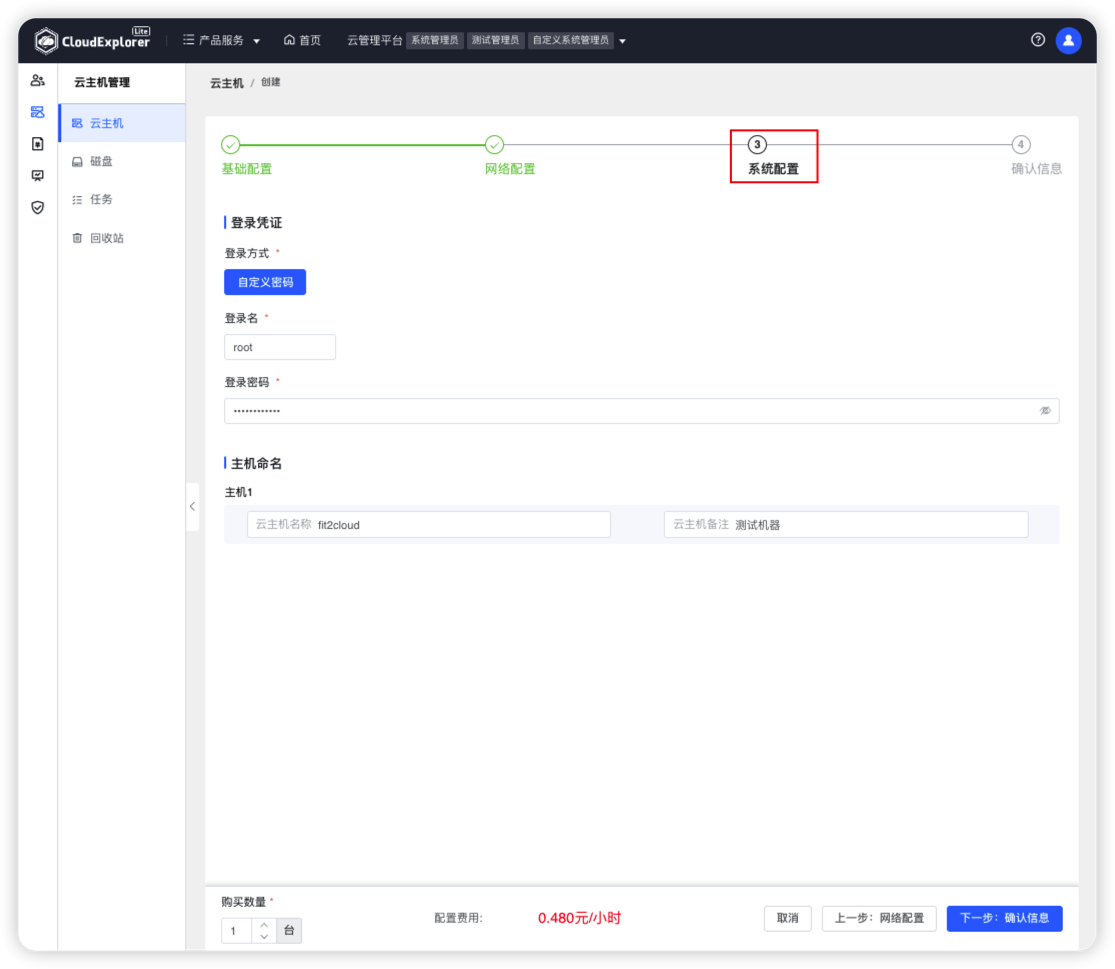 CloudExplorer Lite 产品服务 首页 云管理平台 系统管理员 测试管理员 自定义系统管理员
云主机管理
云主机
磁盘
任务
回收站
云主机 / 创建
3 4
基础配置 网络配置 系统配置 确认信息
登录凭证
登录方式 *
自定义密码
登录名 *
root
登录密码 *
••••••••••••
主机命名
主机1
云主机名称 fit2cloud 云主机备注 测试机器
购买数量 *
1 台
配置费用: 0.480元/小时
取消 上一步：网络配置 下一步：确认信息